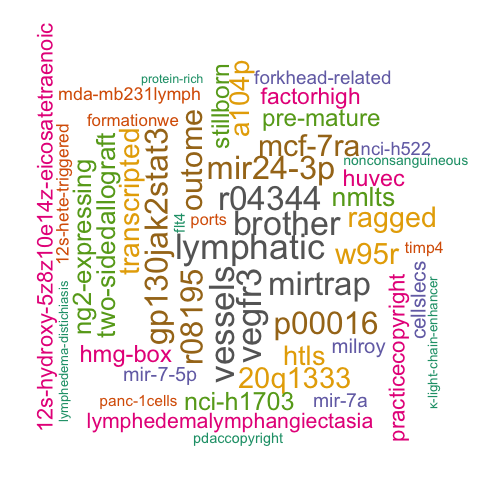 protein-rich
forkhead-related
mda-mb231lymph
factorhigh
stillborn
a104p
formationwe
pre-mature
12s-hydroxy-5z8z10e14z-eicosatetraenoic
12s-hete-triggered
transcripted
two-sidedallograft
ng2-expressing
gp130jak2stat3
outome
mcf-7ra
nci-h522
mir24-3p
nonconsanguineous
huvec
r04344
nmlts
flt4
ports
brother
ragged
lymphatic
w95r
timp4
r08195
vessels
vegfr3
mirtrap
cellslecs
practicecopyright
κ-light-chain-enhancer
lymphedema-distichiasis
p00016
hmg-box
htls
milroy
mir-7-5p
20q1333
panc-1cells
nci-h1703
mir-7a
lymphedemalymphangiectasia
pdaccopyright